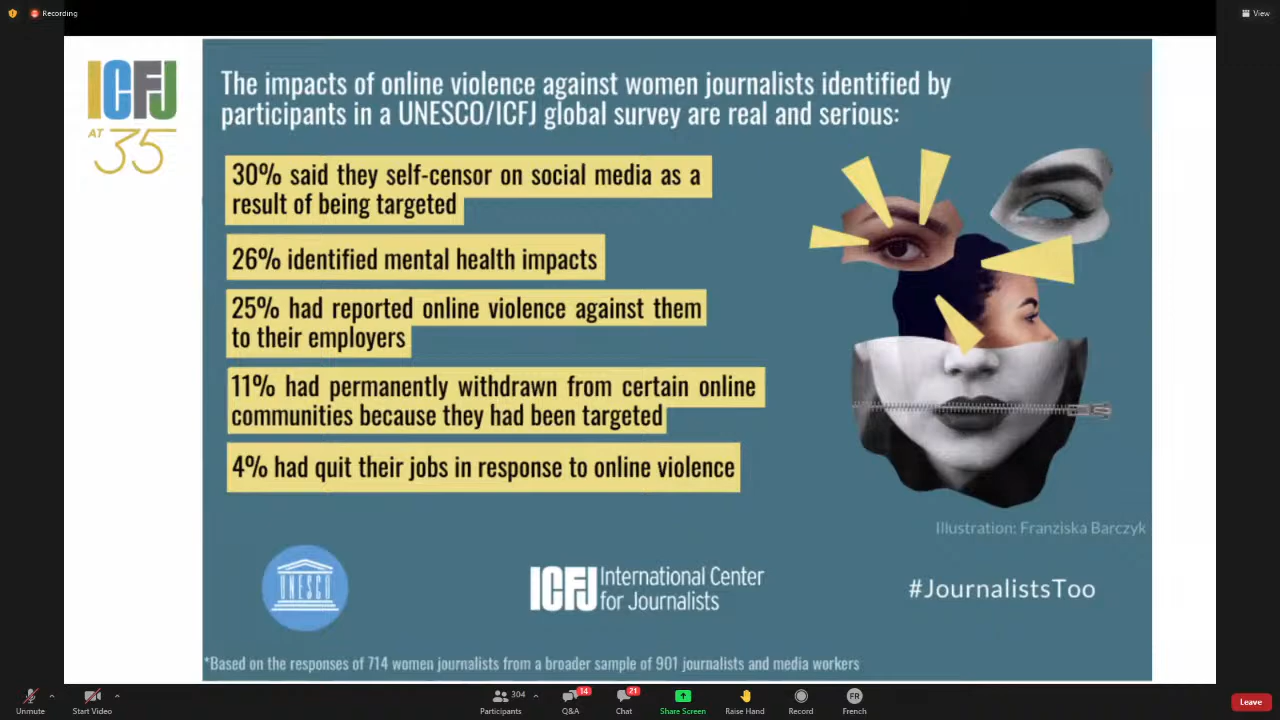 Recording
View
ICFJ
AT
35
The impacts of online violence against women journalists identified by
participants in a UNESCO/ICFJ global survey are real and serious:
30% said they self-censor on social media as a
result of being targeted
26% identified mental health impacts
25% had reported online violence against them
to their employers
11% had permanently withdrawn from certain online
communities because they had been targeted
4% had quit their jobs in response to online violence
Illustration: Franziska Barczyk
UNESCO
ICFJ International Center
for Journalists
#JournalistsToo
*Based on the responses of 714 women journalists from a broader sample of 901 journalists and media workers
304
14
21
FR
Unmute
Start Video
Participants
Q&A
Chat
Share Screen
Raise Hand
Record
French
Leave